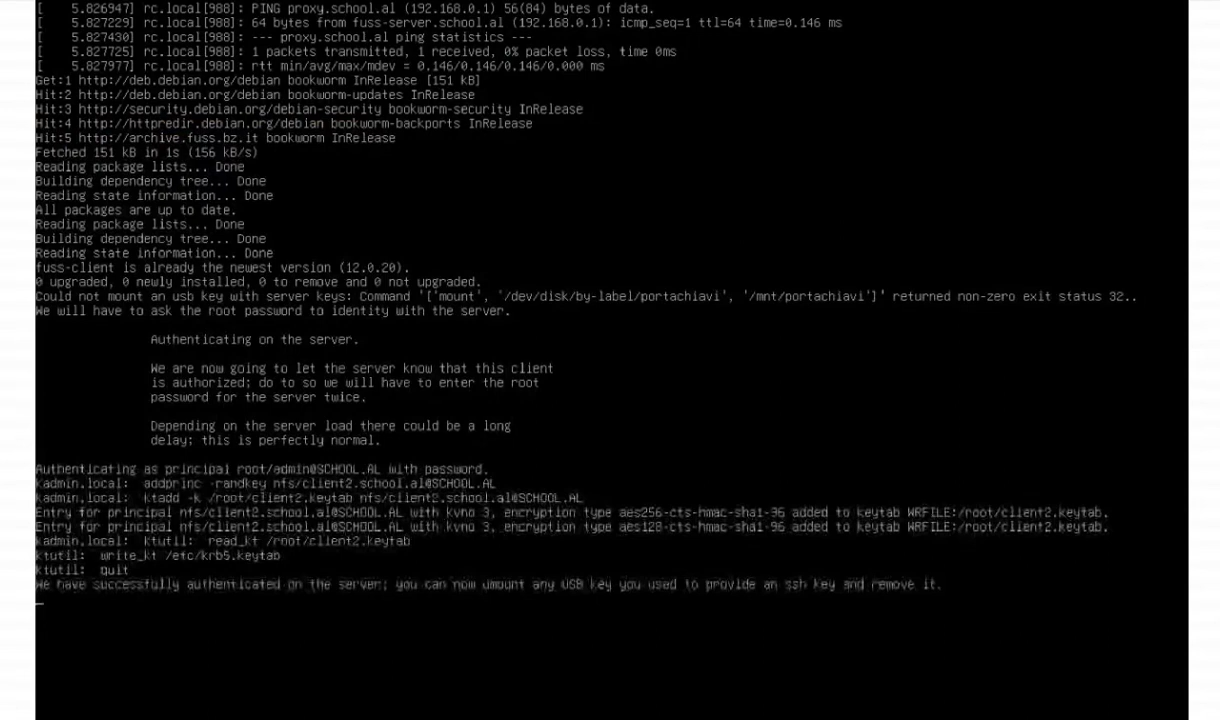 [    5.826947] rc.local[988]: PING proxy.school.al (192.168.0.1) 56(84) bytes of data.
[    5.827229] rc.local[988]: 64 bytes from fuss-server.school.al (192.168.0.1): icmp_seq=1 ttl=64 time=0.146 ms
[    5.827430] rc.local[988]: --- proxy.school.al ping statistics ---
[    5.827725] rc.local[988]: 1 packets transmitted, 1 received, 0% packet loss, time 0ms
[    5.827977] rc.local[988]: rtt min/avg/max/mdev = 0.146/0.146/0.146/0.000 ms
Get:1 http://deb.debian.org/debian bookworm InRelease [151 kB]
Hit:2 http://deb.debian.org/debian bookworm-updates InRelease
Hit:3 http://security.debian.org/debian-security bookworm-security InRelease
Hit:4 http://httpredir.debian.org/debian bookworm-backports InRelease
Hit:5 http://archive.fuss.bz.it bookworm InRelease
Fetched 151 kB in 1s (156 kB/s)
Reading package lists... Done
Building dependency tree... Done
Reading state information... Done
All packages are up to date.
Reading package lists... Done
Building dependency tree... Done
Reading state information... Done
fuss-client is already the newest version (12.0.20).
0 upgraded, 0 newly installed, 0 to remove and 0 not upgraded.
Could not mount an usb key with server keys: Command '['mount', '/dev/disk/by-label/portachiavi', '/mnt/portachiavi']' returned non-zero exit status 32..
We will have to ask the root password to identity with the server.
Authenticating on the server.
We are now going to let the server know that this client
is authorized; do to so we will have to enter the root
password for the server twice.
Depending on the server load there could be a long
delay; this is perfectly normal.
Authenticating as principal root/admin@SCHOOL.AL with password.
kadmin.local:  addprinc -randkey nfs/client2.school.al@SCHOOL.AL
kadmin.local:  ktadd -k /root/client2.keytab nfs/client2.school.al@SCHOOL.AL
Entry for principal nfs/client2.school.al@SCHOOL.AL with kvno 3, encryption type aes256-cts-hmac-sha1-96 added to keytab WRFILE:/root/client2.keytab.
Entry for principal nfs/client2.school.al@SCHOOL.AL with kvno 3, encryption type aes128-cts-hmac-sha1-96 added to keytab WRFILE:/root/client2.keytab.
kadmin.local:  ktutil:  read_kt /root/client2.keytab
ktutil:  write_kt /etc/krb5.keytab
ktutil:  quit
We have successfully authenticated on the server; you can now umount any USB key you used to provide an ssh key and remove it.